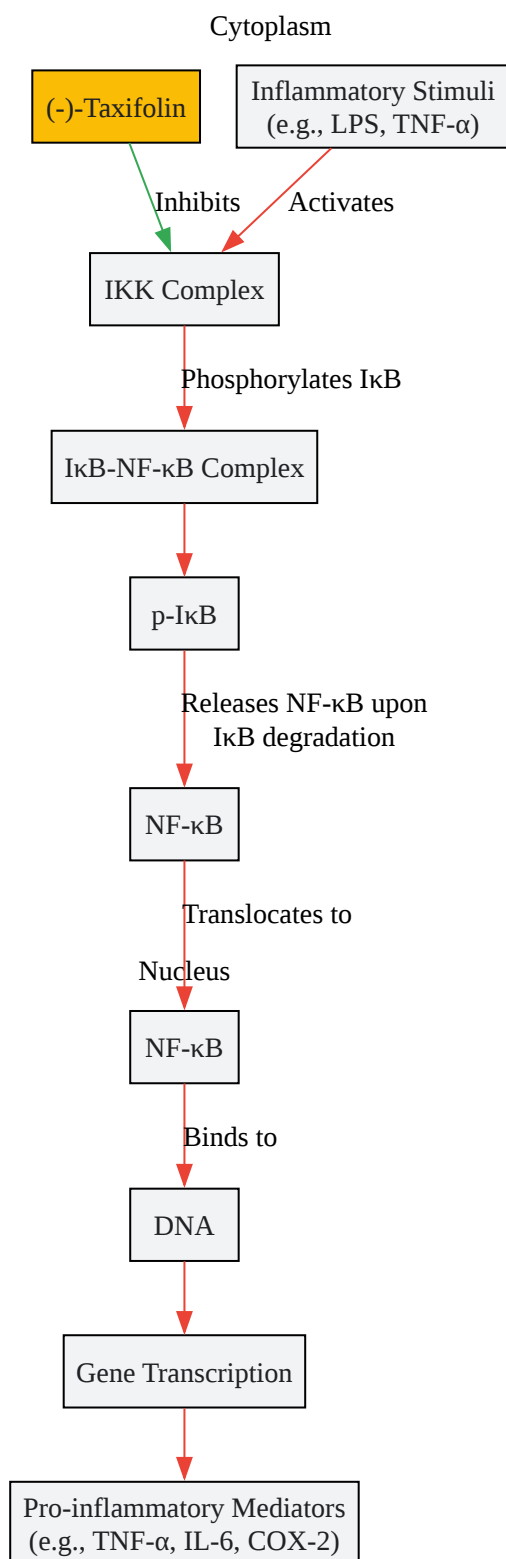 Cytoplasm
(-)-Taxifolin
Inflammatory Stimuli
(e.g., LPS, TNF-α)
Inhibits
Activates
IKK Complex
Phosphorylates IκB
IκB-NF-κB Complex
p-IκB
Releases NF-κB upon
IκB degradation
NF-κB
Translocates to
Nucleus
NF-κB
Binds to
DNA
Gene Transcription
Pro-inflammatory Mediators
(e.g., TNF-α, IL-6, COX-2)